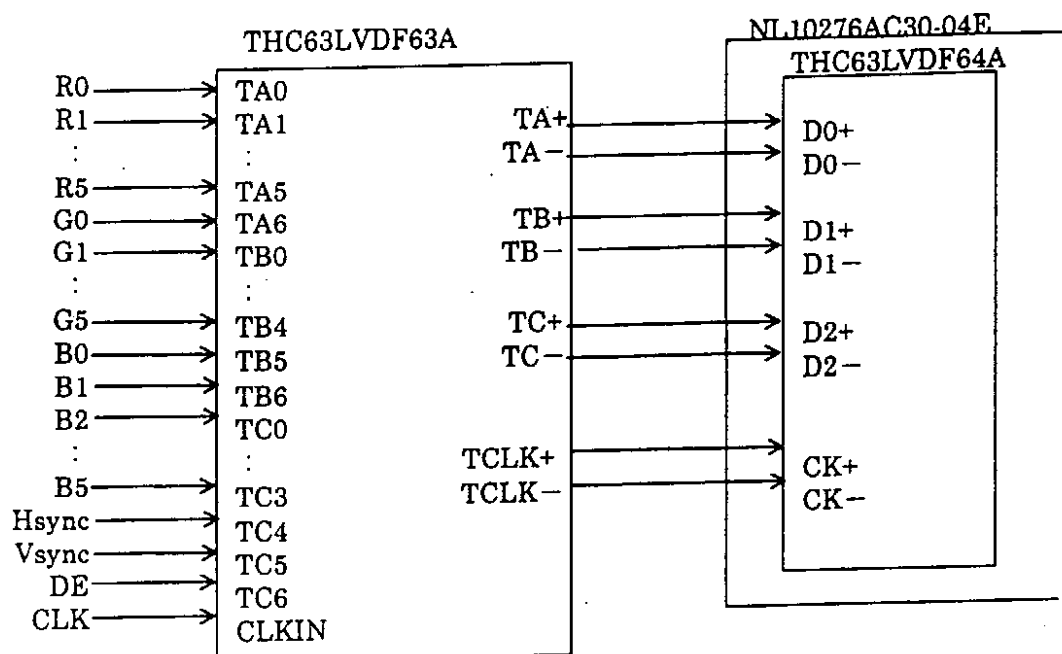 THC63LVDF63A
NL10276AC30-04E
THC63LVDF64A
R0
R1
:
R5
G0
G1
:
G5
B0
B1
B2
:
B5
Hsync
Vsync
DE
CLK
TA0
TA1
:
TA5
TA6
TB0
:
TB4
TB5
TB6
TC0
:
TC3
TC4
TC5
TC6
CLKIN
TA+
TA−
TB+
TB−
TC+
TC−
TCLK+
TCLK−
D0+
D0−
D1+
D1−
D2+
D2−
CK+
CK−